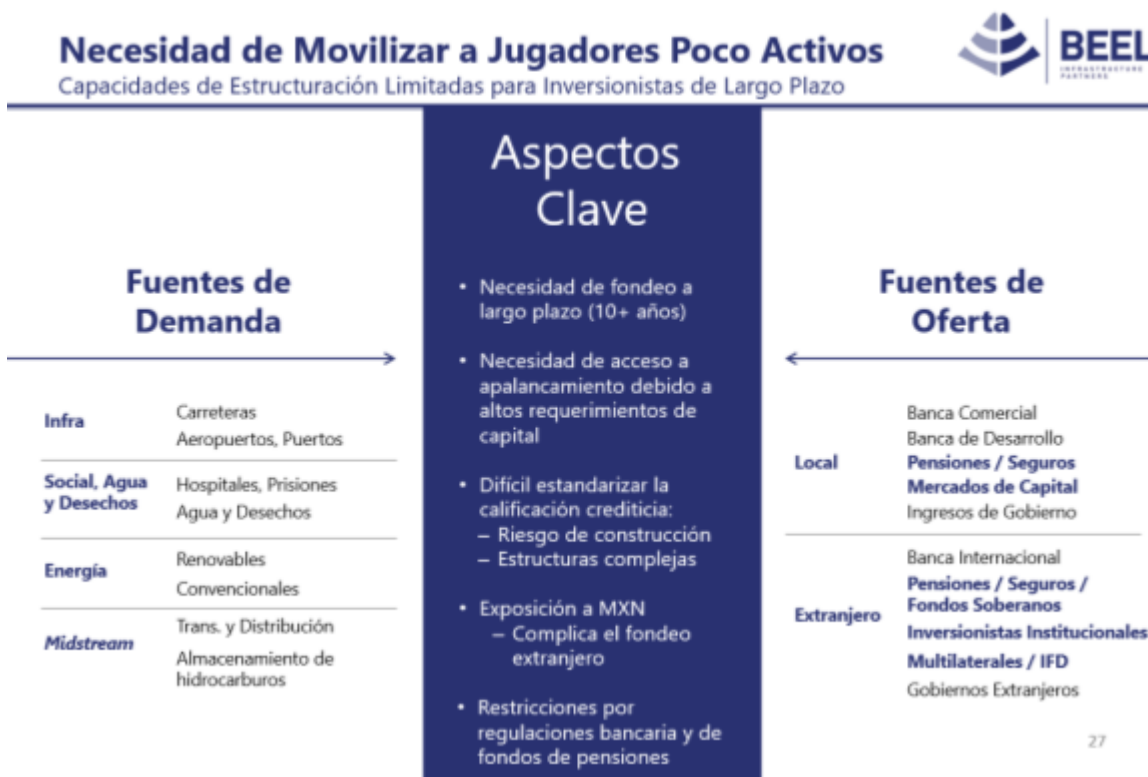 Necesidad de Movilizar a Jugadores Poco Activos
Capacidades de Estructuración Limitadas para Inversionistas de Largo Plazo
BEEL
INFRASTRUCTURE
PARTNERS
Fuentes de
Demanda
Infra
Carreteras
Aeropuertos, Puertos
Social, Agua
y Desechos
Hospitales, Prisiones
Agua y Desechos
Energía
Renovables
Convencionales
Midstream
Trans. y Distribución
Almacenamiento de
hidrocarburos
Aspectos
Clave
• Necesidad de fondeo a
largo plazo (10+ años)
• Necesidad de acceso a
apalancamiento debido a
altos requerimientos de
capital
• Difícil estandarizar la
calificación crediticia:
– Riesgo de construcción
– Estructuras complejas
• Exposición a MXN
– Complica el fondeo
extranjero
• Restricciones por
regulaciones bancaria y de
fondos de pensiones
Fuentes de
Oferta
Local
Banca Comercial
Banca de Desarrollo
Pensiones / Seguros
Mercados de Capital
Ingresos de Gobierno
Extranjero
Banca Internacional
Pensiones / Seguros /
Fondos Soberanos
Inversionistas Institucionales
Multilaterales / IFD
Gobiernos Extranjeros
27